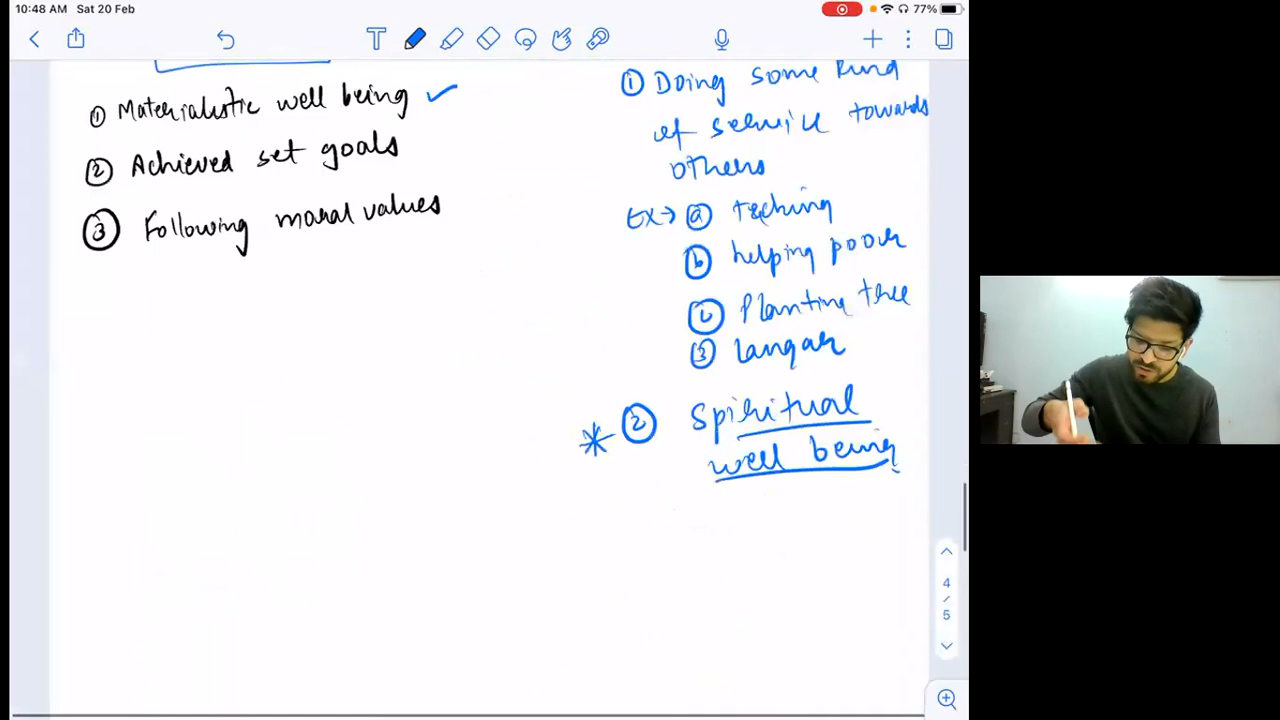 10:48 AM Sat 20 Feb
77%
① Materialistic well being ✓
② Achieved set goals
③ Following moral values
① Doing some kind
of service towards
others
Ex→ ⓐ teching
ⓑ helping poor
ⓒ Planting tree
③ langar
* ② Spiritual
well being
4
/
5